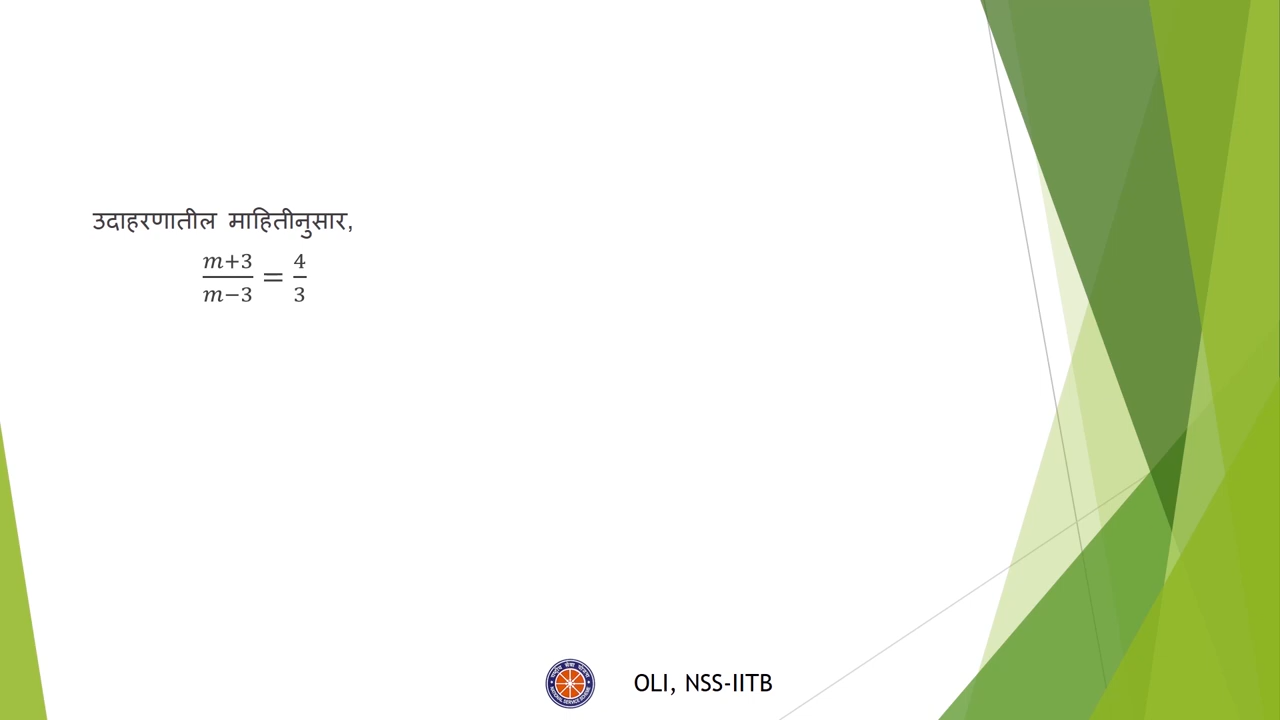 उदाहरणातील माहितीनुसार,
m+3/m−3 = 4/3
OLI, NSS-IITB